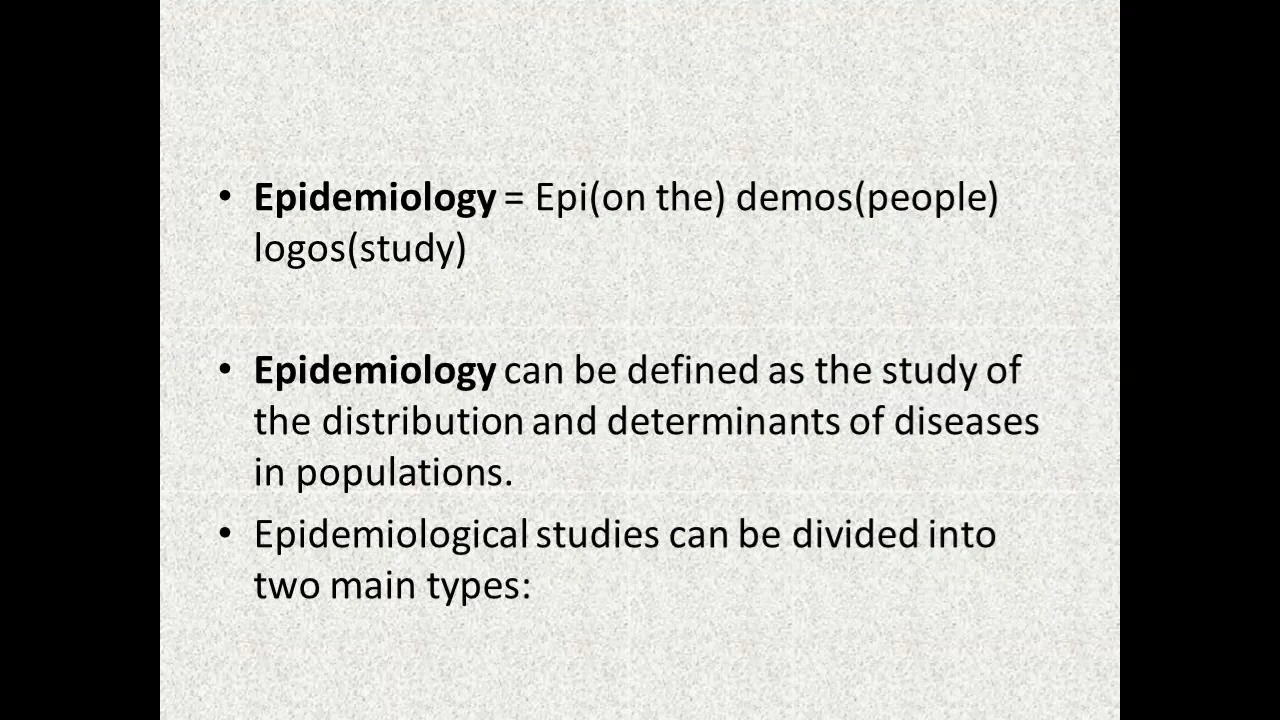 • Epidemiology = Epi(on the) demos(people)
logos(study)
• Epidemiology can be defined as the study of
the distribution and determinants of diseases
in populations.
• Epidemiological studies can be divided into
two main types: